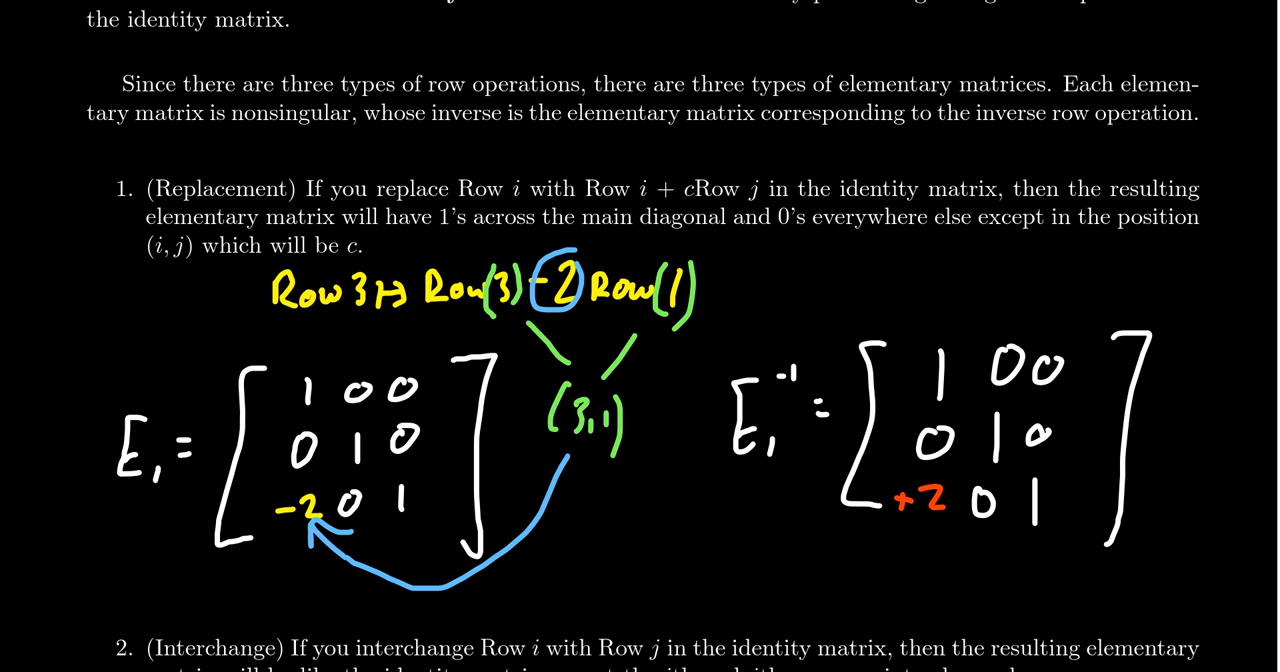 the identity matrix.
Since there are three types of row operations, there are three types of elementary matrices. Each elemen-
tary matrix is nonsingular, whose inverse is the elementary matrix corresponding to the inverse row operation.
1. (Replacement) If you replace Row i with Row i + cRow j in the identity matrix, then the resulting
elementary matrix will have 1's across the main diagonal and 0's everywhere else except in the position
(i, j) which will be c.
Row 3 ↦ Row(3) -2 Row(1)
(3,1)
E₁ = [ 1 0 0
0 1 0
-2 0 1 ]
E₁⁻¹ = [ 1 0 0
0 1 0
+2 0 1 ]
2. (Interchange) If you interchange Row i with Row j in the identity matrix, then the resulting elementary